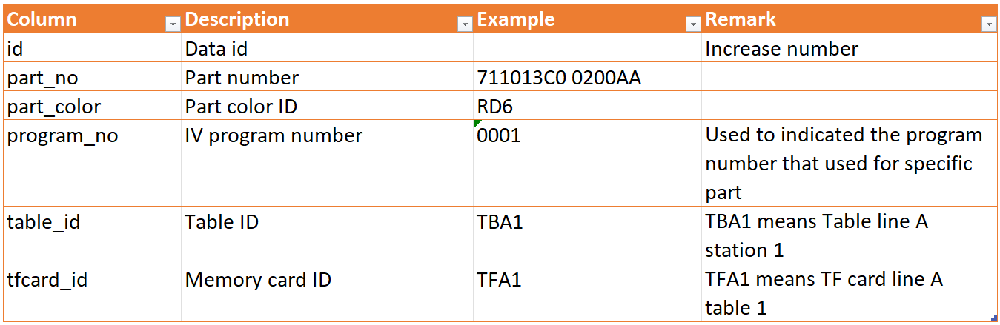 Column Description Example Remark
id Data id Increase number
part_no Part number 711013C0 0200AA
part_color Part color ID RD6
program_no IV program number 0001 Used to indicated the program
number that used for specific
part
table_id Table ID TBA1 TBA1 means Table line A
station 1
tfcard_id Memory card ID TFA1 TFA1 means TF card line A
table 1